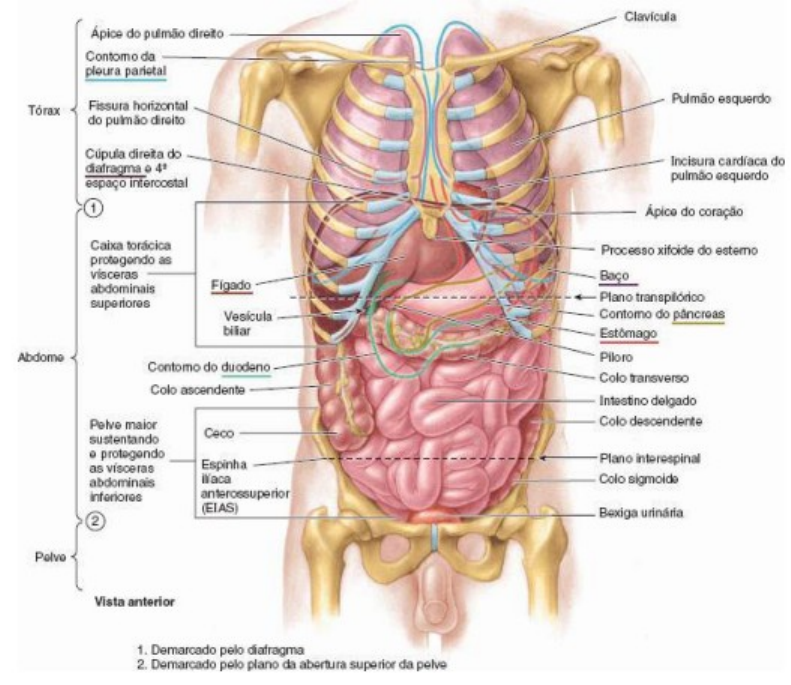 Ápice do pulmão direito
Contorno da
pleura parietal
Tórax
Fissura horizontal
do pulmão direito
Cúpula direita do
diafragma e 4º
espaço intercostal
1
Caixa torácica
protegendo as
vísceras
abdominais
superiores
Fígado
Vesícula
biliar
Abdome
Contorno do duodeno
Colo ascendente
Pelve maior
sustentando
e protegendo
as vísceras
abdominais
inferiores
Ceco
Espinha
ilíaca
anterossuperior
(EIAS)
2
Pelve
Vista anterior
Clavícula
Pulmão esquerdo
Incisura cardíaca do
pulmão esquerdo
Ápice do coração
Processo xifoide do esterno
Baço
Plano transpilórico
Contorno do pâncreas
Estômago
Piloro
Colo transverso
Intestino delgado
Colo descendente
Plano interespinal
Colo sigmoide
Bexiga urinária
1. Demarcado pelo diafragma
2. Demarcado pelo plano da abertura superior da pelve